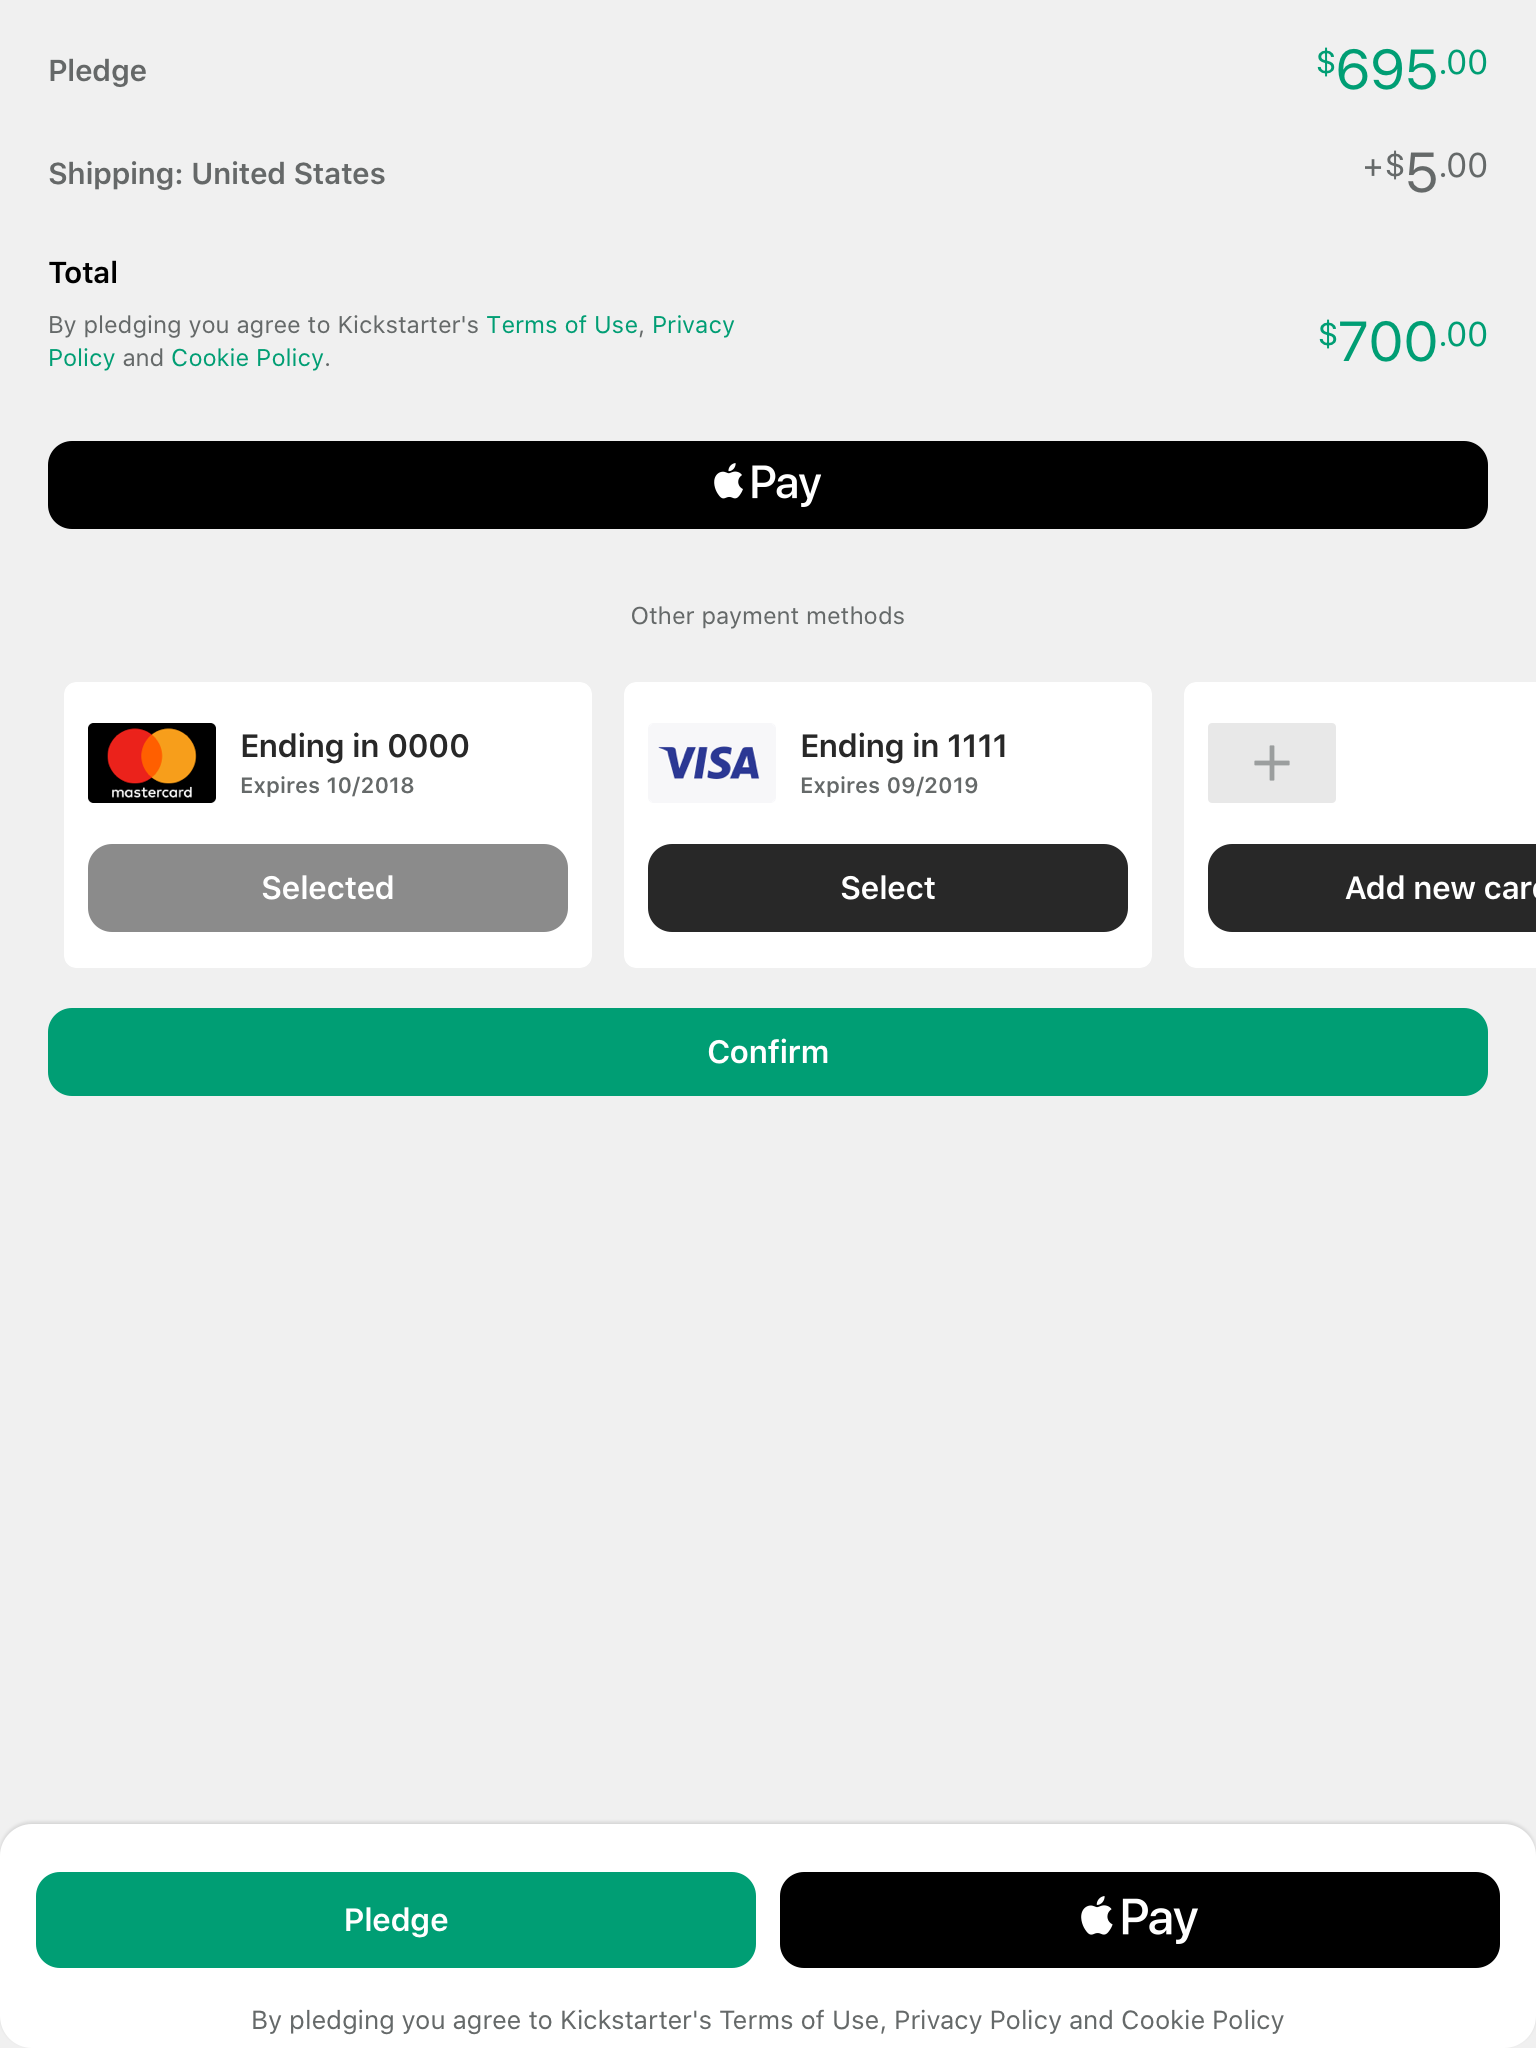 Pledge $695.00
Shipping: United States +$5.00
Total
By pledging you agree to Kickstarter's Terms of Use, Privacy
Policy and Cookie Policy.
$700.00
Pay
Other payment methods
mastercard
Ending in 0000
Expires 10/2018
Selected
VISA
Ending in 1111
Expires 09/2019
Select
Add new car
Confirm
Pledge
Pay
By pledging you agree to Kickstarter's Terms of Use, Privacy Policy and Cookie Policy